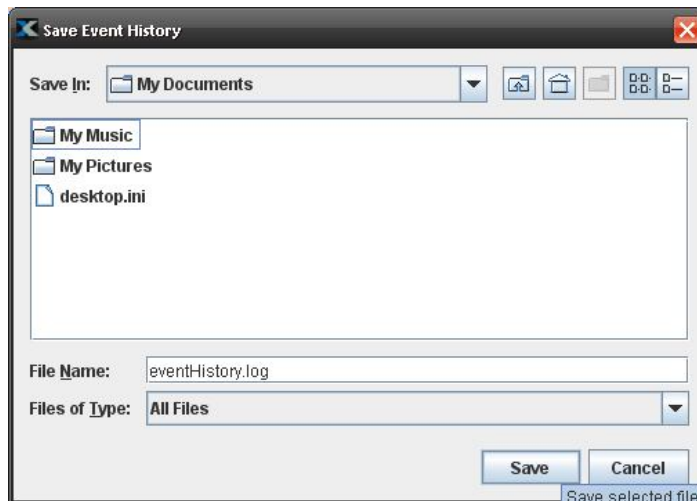 Save Event History
Save In: My Documents
My Music
My Pictures
desktop.ini
File Name: eventHistory.log
Files of Type: All Files
Save Cancel
Save selected file